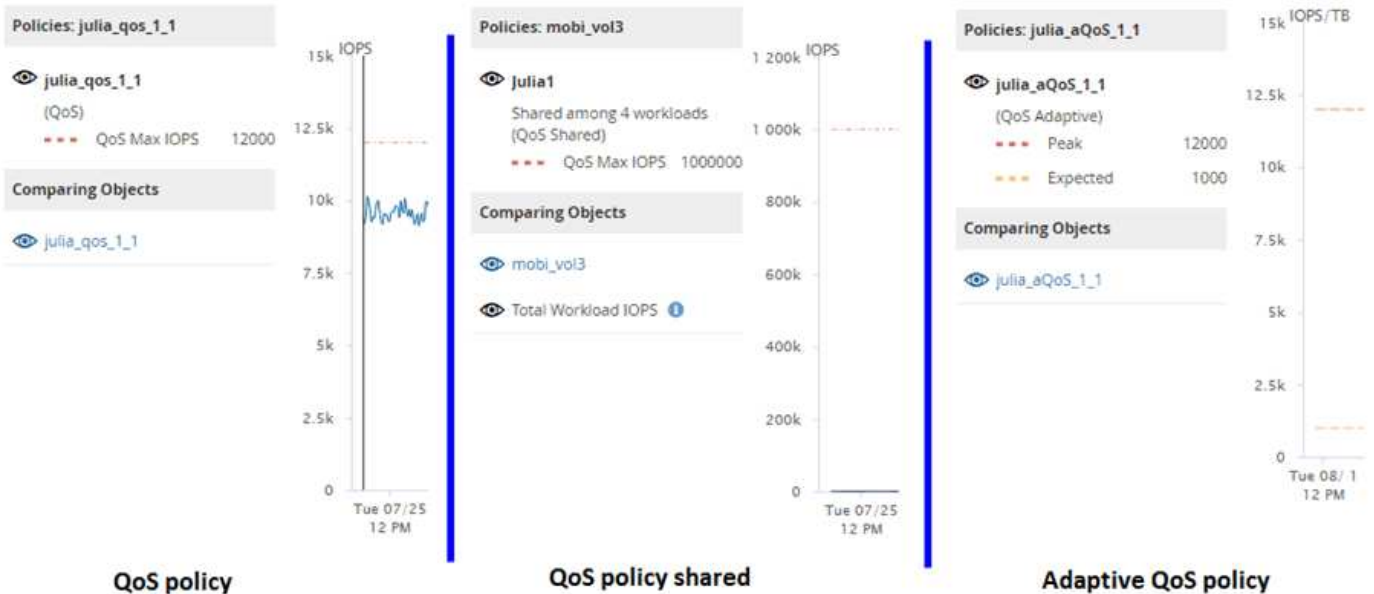 Policies: julia_qos_1_1
julia_qos_1_1
(QoS)
QoS Max IOPS 12000
Comparing Objects
julia_qos_1_1
15k IOPS
12.5k
10k
7.5k
5k
2.5k
0
Tue 07/25
12 PM
QoS policy
Policies: mobi_vol3
Julia1
Shared among 4 workloads
(QoS Shared)
QoS Max IOPS 1000000
Comparing Objects
mobi_vol3
Total Workload IOPS
1 200k IOPS
1 000k
800k
600k
400k
200k
0
Tue 07/25
12 PM
QoS policy shared
Policies: julia_aQoS_1_1
julia_aQoS_1_1
(QoS Adaptive)
Peak 12000
Expected 1000
Comparing Objects
julia_aQoS_1_1
15k IOPS/TB
12.5k
10k
7.5k
5k
2.5k
0
Tue 08/ 1
12 PM
Adaptive QoS policy